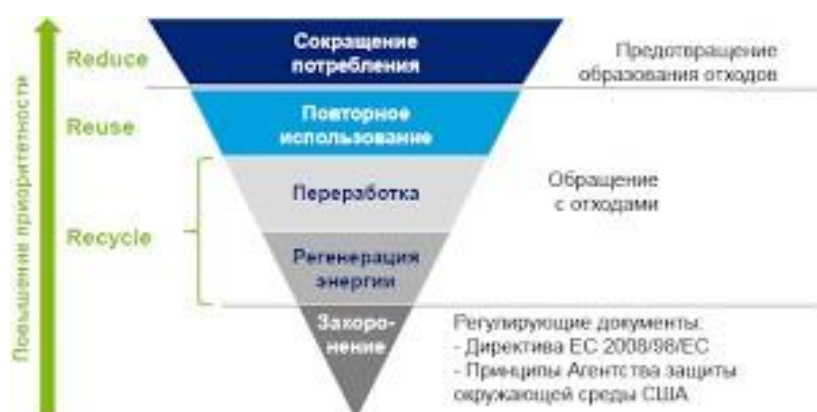 Повышение приоритетности
Reduce
Сокращение
потребления
Предотвращение
образования отходов
Reuse
Повторное
использование
Recycle
Переработка
Регенерация
энергии
Обращение
с отходами
Захоро-
нение
Регулирующие документы:
- Директива ЕС 2008/98/ЕС
- Принципы Агентства защиты
окружающей среды США